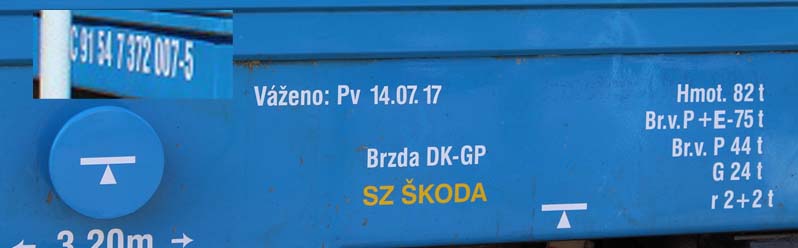 C 91 54 7 372 007-5
Váženo: Pv 14.07.17
Brzda DK-GP
SZ ŠKODA
Hmot. 82 t
Br.v.P+E-75 t
Br.v. P 44 t
G 24 t
r 2+2 t
← 3,20m →